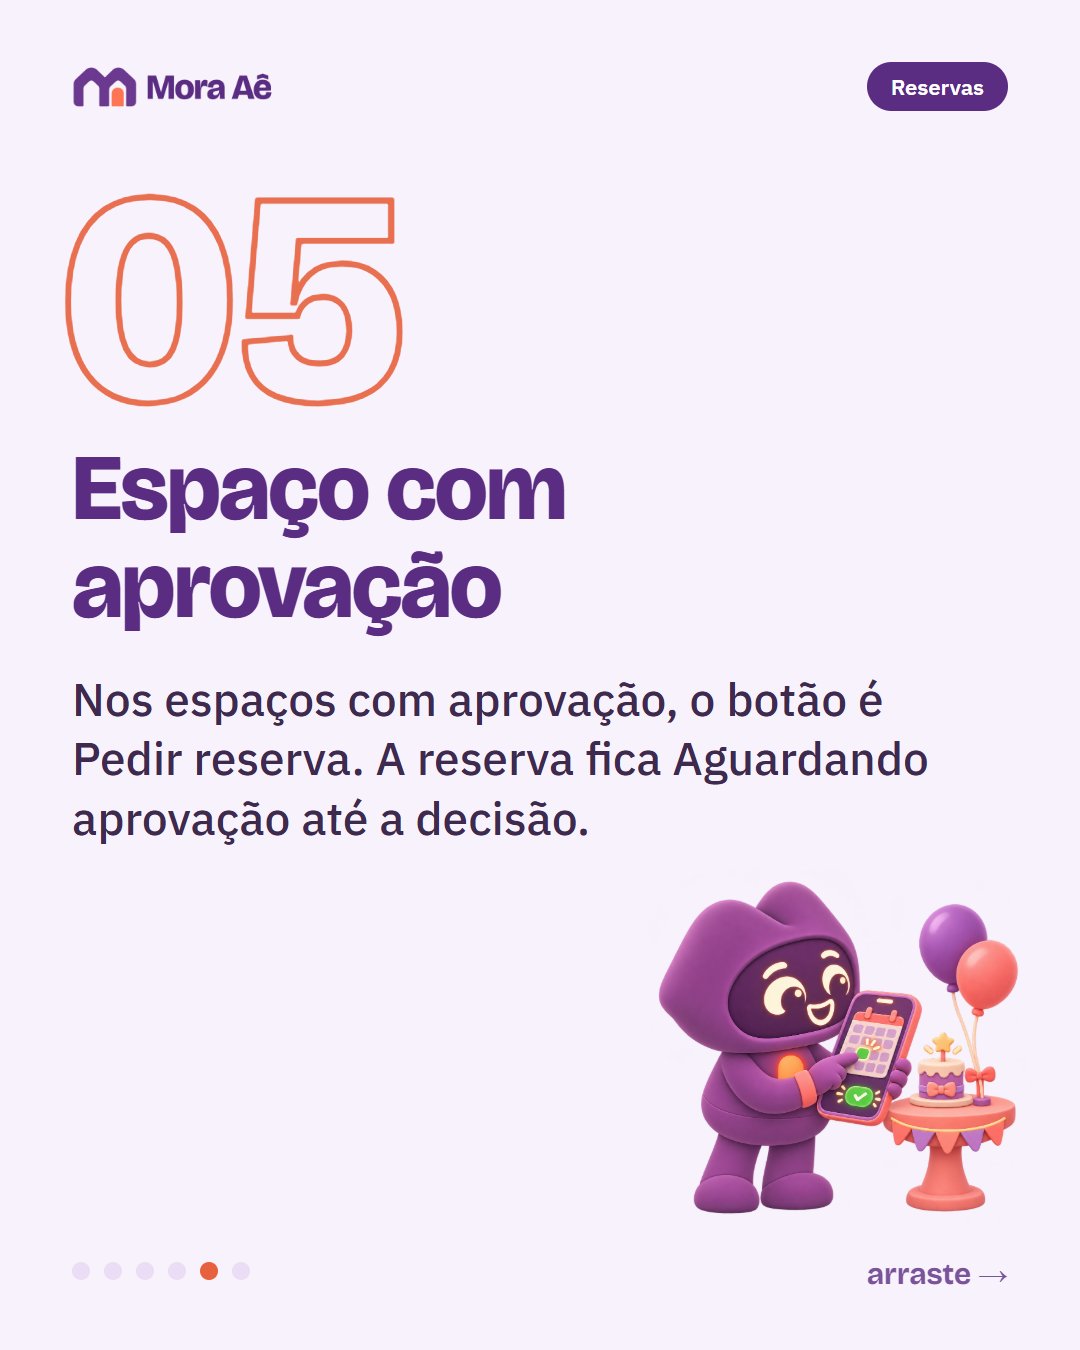 Mora Aê
Reservas
05
Espaço com
aprovação
Nos espaços com aprovação, o botão é
Pedir reserva. A reserva fica Aguardando
aprovação até a decisão.
arraste →